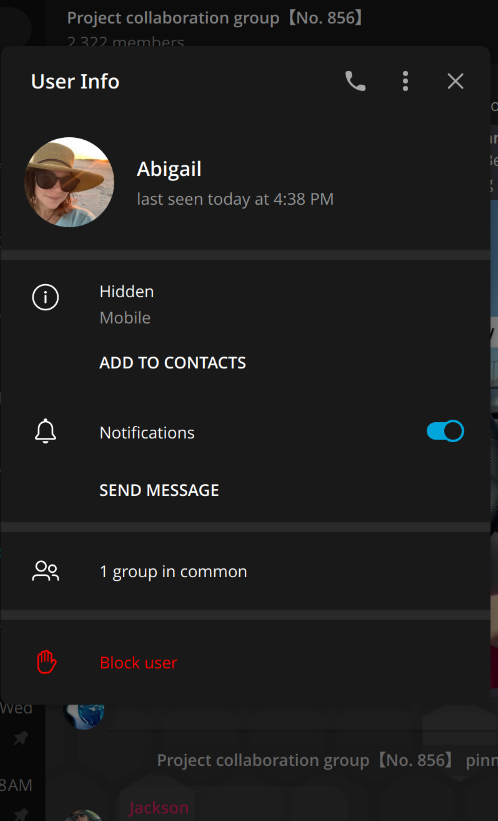 Project collaboration group【No. 856】
2 322 members
User Info
Abigail
last seen today at 4:38 PM
Hidden
Mobile
ADD TO CONTACTS
Notifications
SEND MESSAGE
1 group in common
Block user
Wed
Project collaboration group【No. 856】 pinn
8AM
Jackson